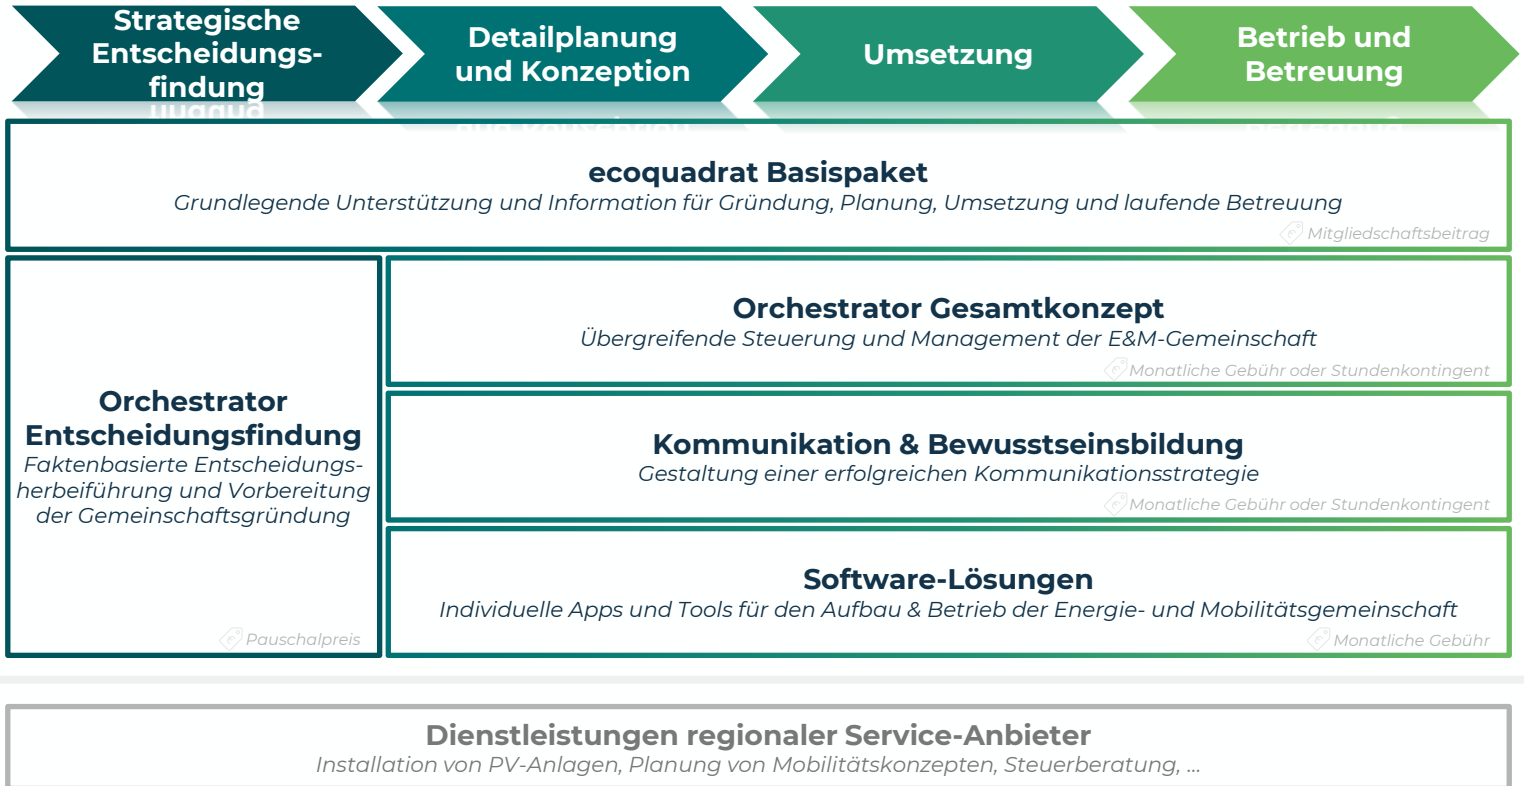 Strategische
Entscheidungs-
findung
Detailplanung
und Konzeption
Umsetzung
Betrieb und
Betreuung
ecoquadrat Basispaket
Grundlegende Unterstützung und Information für Gründung, Planung, Umsetzung und laufende Betreuung
Mitgliedschaftsbeitrag
Orchestrator
Entscheidungsfindung
Faktenbasierte Entscheidungs-
herbeiführung und Vorbereitung
der Gemeinschaftsgründung
Pauschalpreis
Orchestrator Gesamtkonzept
Übergreifende Steuerung und Management der E&M-Gemeinschaft
Monatliche Gebühr oder Stundenkontingent
Kommunikation & Bewusstseinsbildung
Gestaltung einer erfolgreichen Kommunikationsstrategie
Monatliche Gebühr oder Stundenkontingent
Software-Lösungen
Individuelle Apps und Tools für den Aufbau & Betrieb der Energie- und Mobilitätsgemeinschaft
Monatliche Gebühr
Dienstleistungen regionaler Service-Anbieter
Installation von PV-Anlagen, Planung von Mobilitätskonzepten, Steuerberatung, ...